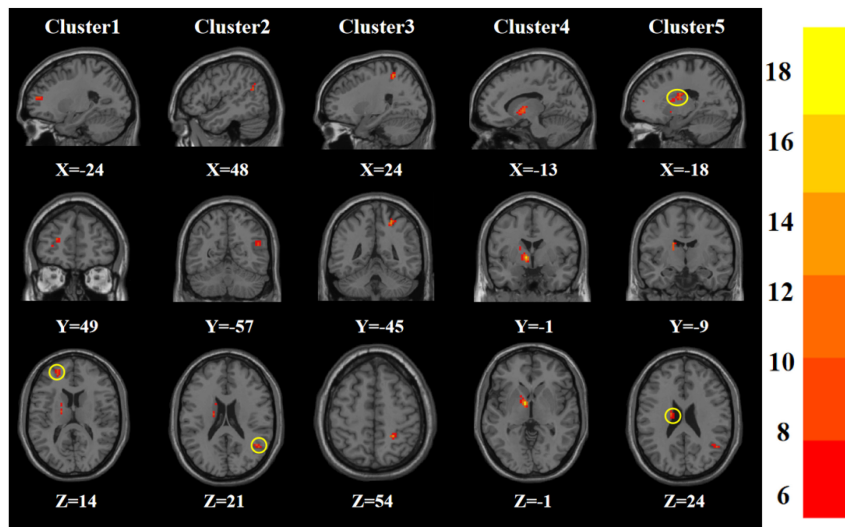 Cluster1 Cluster2 Cluster3 Cluster4 Cluster5
X=-24 X=48 X=24 X=-13 X=-18
Y=49 Y=-57 Y=-45 Y=-1 Y=-9
Z=14 Z=21 Z=54 Z=-1 Z=24
18
16
14
12
10
8
6